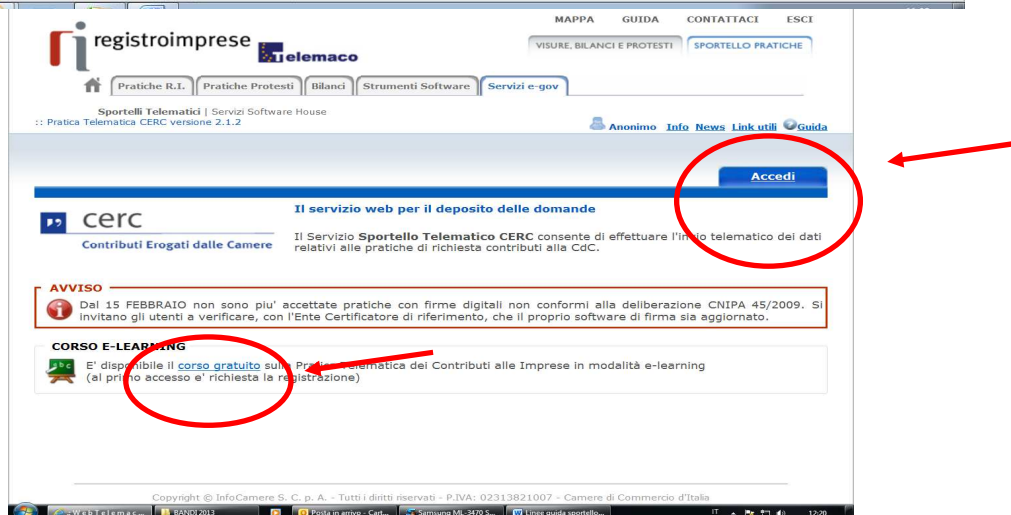 MAPPA GUIDA CONTATTACI ESCI
registroimprese Telemaco
VISURE, BILANCI E PROTESTI SPORTELLO PRATICHE
Pratiche R.I. Pratiche Protesti Bilanci Strumenti Software Servizi e-gov
Sportelli Telematici | Servizi Software House
:: Pratica Telematica CERC versione 2.1.2
Anonimo Info News Link utili Guida
Accedi
cerc
Contributi Erogati dalle Camere
Il servizio web per il deposito delle domande
Il Servizio Sportello Telematico CERC consente di effettuare l'invio telematico dei dati
relativi alle pratiche di richiesta contributi alla CdC.
AVVISO
Dal 15 FEBBRAIO non sono piu' accettate pratiche con firme digitali non conformi alla deliberazione CNIPA 45/2009. Si
invitano gli utenti a verificare, con l'Ente Certificatore di riferimento, che il proprio software di firma sia aggiornato.
CORSO E-LEARNING
E' disponibile il corso gratuito sulla Pratica Telematica dei Contributi alle Imprese in modalità e-learning
(al primo accesso e' richiesta la registrazione)
Copyright © InfoCamere S. C. p. A. - Tutti i diritti riservati - P.IVA: 02313821007 - Camere di Commercio d'Italia
WebTelemac... BANDI 2013 Posta in arrivo - Cart... Samsung ML-3470 S... Linee guida sportello... IT 12:20